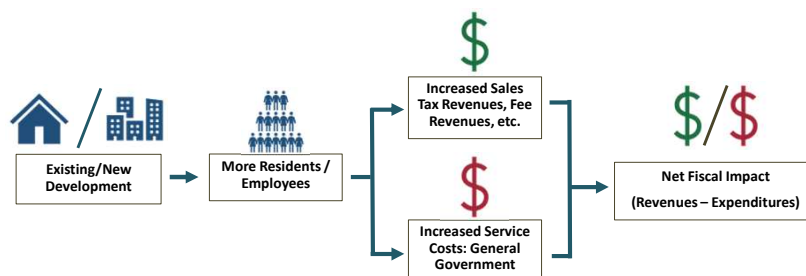 $
Increased Sales
Tax Revenues, Fee
Revenues, etc.
Existing/New
Development
More Residents /
Employees
$
Increased Service
Costs: General
Government
$/$
Net Fiscal Impact
(Revenues – Expenditures)